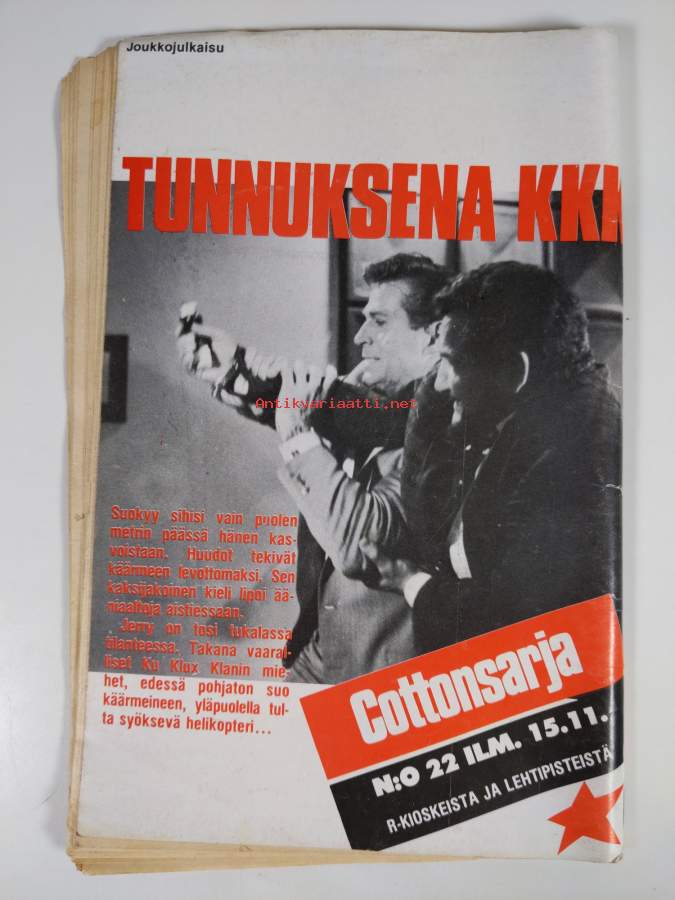 Joukkojulkaisu
TUNNUKSENA KKK
Antikvariaatti.net
Suokyy sihisi vain puolen
metrin päässä hänen kas-
voistaan. Huudot tekivät
käärmeen levottomaksi. Sen
kaksijakoinen kieli lipoi ää-
niaaltoja aistiessaan.
Jerry on tosi tukalassa
tilanteessa. Takana vaaral-
liset Ku Klux Klanin mie-
het, edessä pohjaton suo
käärmeineen, yläpuolella tul-
ta syöksevä helikopteri...
Cottonsarja
N:O 22 ILM. 15.11.
R-KIOSKEISTA JA LEHTIPISTEISTÄ